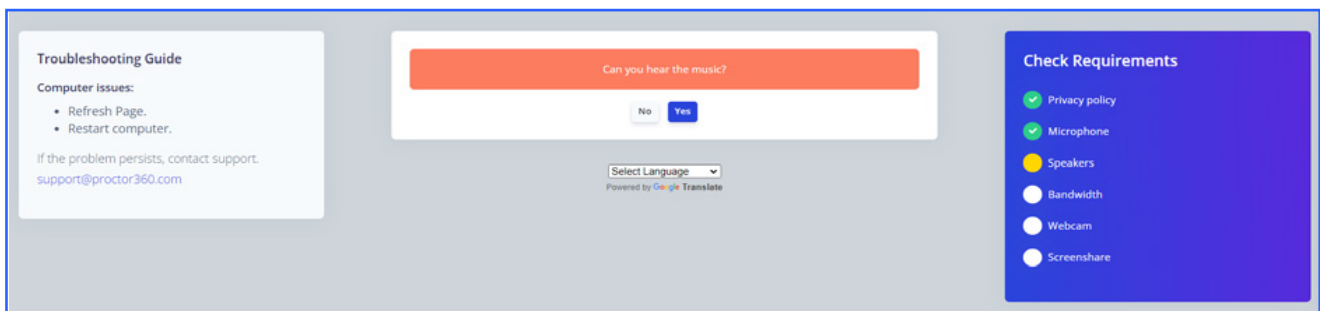 Troubleshooting Guide
Computer issues:
Refresh Page.
Restart computer.
If the problem persists, contact support.
support@proctor360.com
Can you hear the music?
No Yes
Select Language
Powered by Google Translate
Check Requirements
Privacy policy
Microphone
Speakers
Bandwidth
Webcam
Screenshare